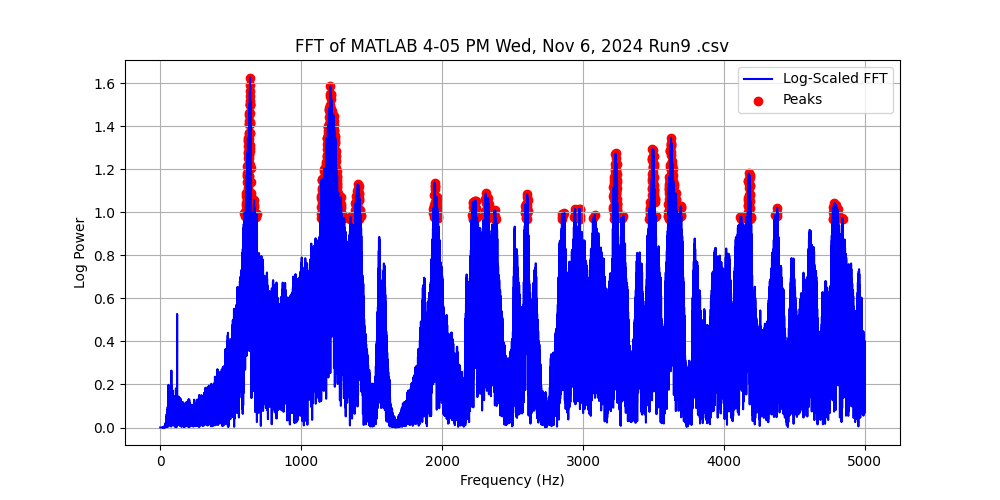 FFT of MATLAB 4-05 PM Wed, Nov 6, 2024 Run9 .csv
Log-Scaled FFT
Peaks
Log Power
1.6
1.4
1.2
1.0
0.8
0.6
0.4
0.2
0.0
0 1000 2000 3000 4000 5000
Frequency (Hz)